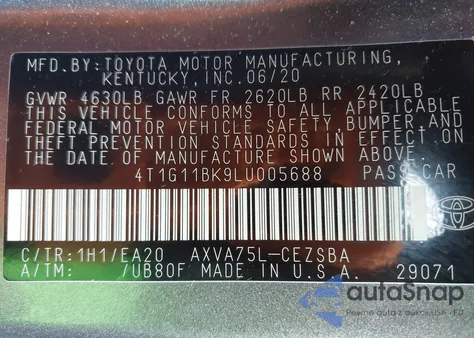 MFD.BY:TOYOTA MOTOR MANUFACTURING,
KENTUCKY,INC.06/20
GVWR 4630LB GAWR FR 2620LB RR 2420LB
THIS VEHICLE CONFORMS TO ALL APPLICABLE
FEDERAL MOTOR VEHICLE SAFETY, BUMPER AND
THEFT PREVENTION STANDARDS IN EFFECT ON
THE DATE OF MANUFACTURE SHOWN ABOVE.
4T1G11BK9LU005688 PASS CAR
C/TR:1H1/EA20 AXVA75L-CEZSBA
A/TM: /UB80F MADE IN U.S.A. 29071
autoSnap